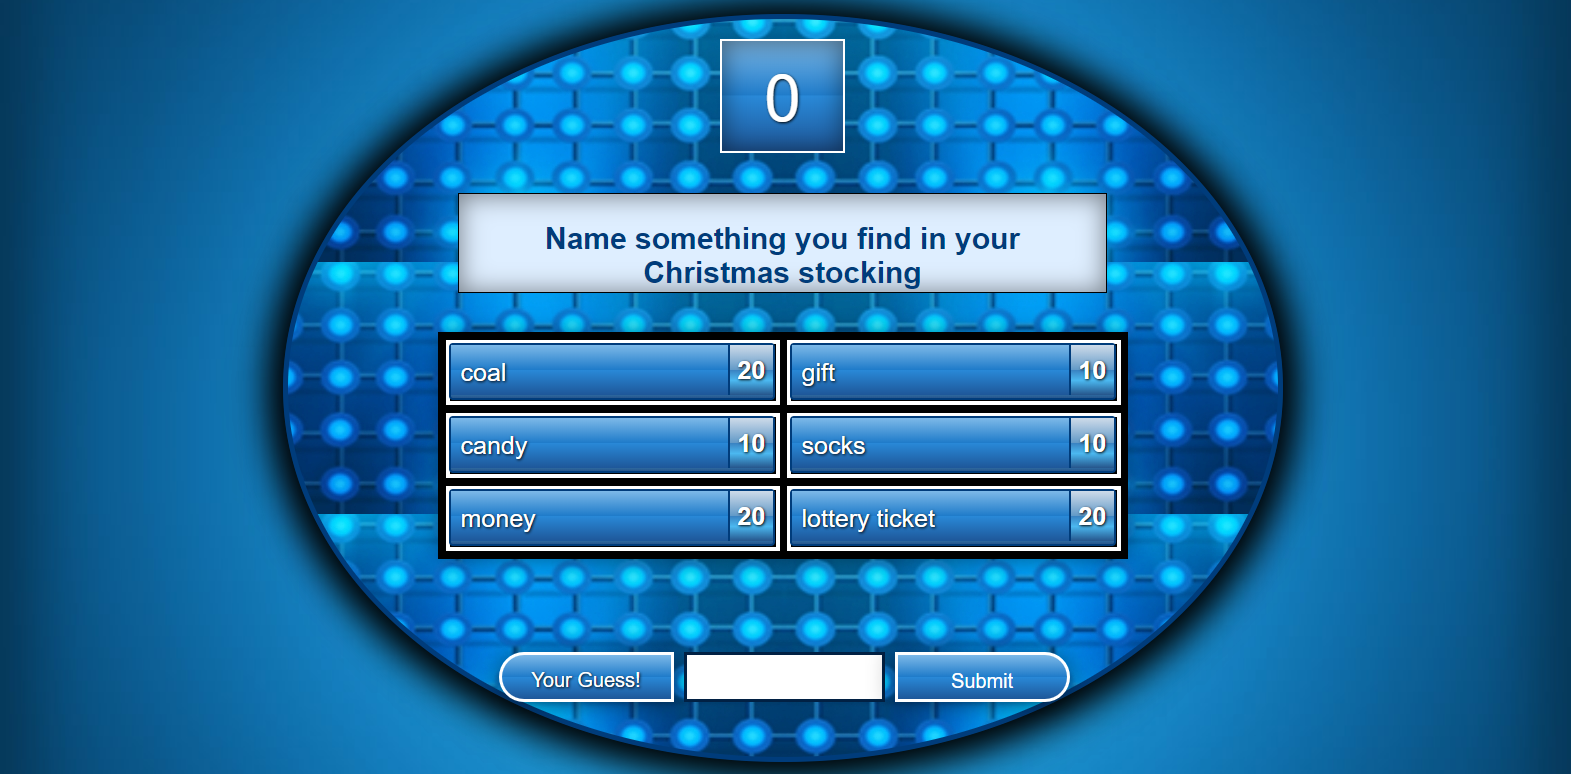 0
Name something you find in your
Christmas stocking
coal 20
gift 10
candy 10
socks 10
money 20
lottery ticket 20
Your Guess!
Submit